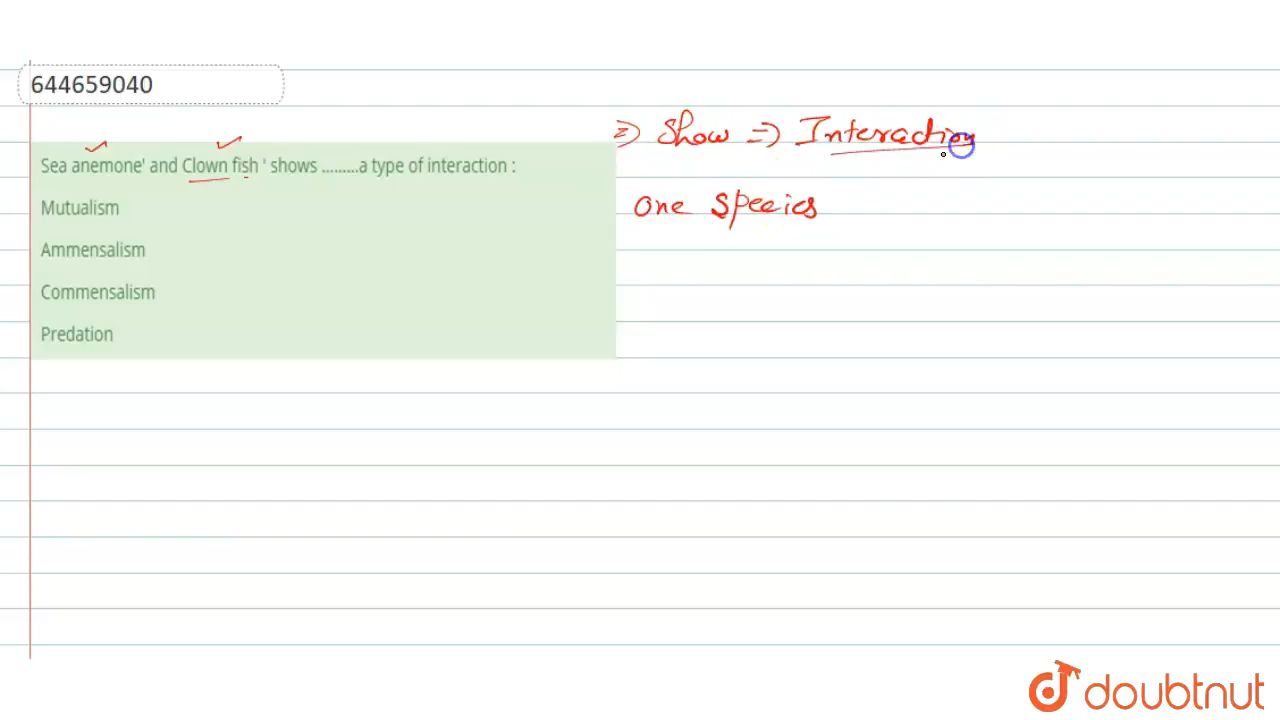 644659040
⇒ Show ⇒ Interaction
Sea anemone' and Clown fish ' shows .........a type of interaction :
One Species
Mutualism
Ammensalism
Commensalism
Predation
doubtnut